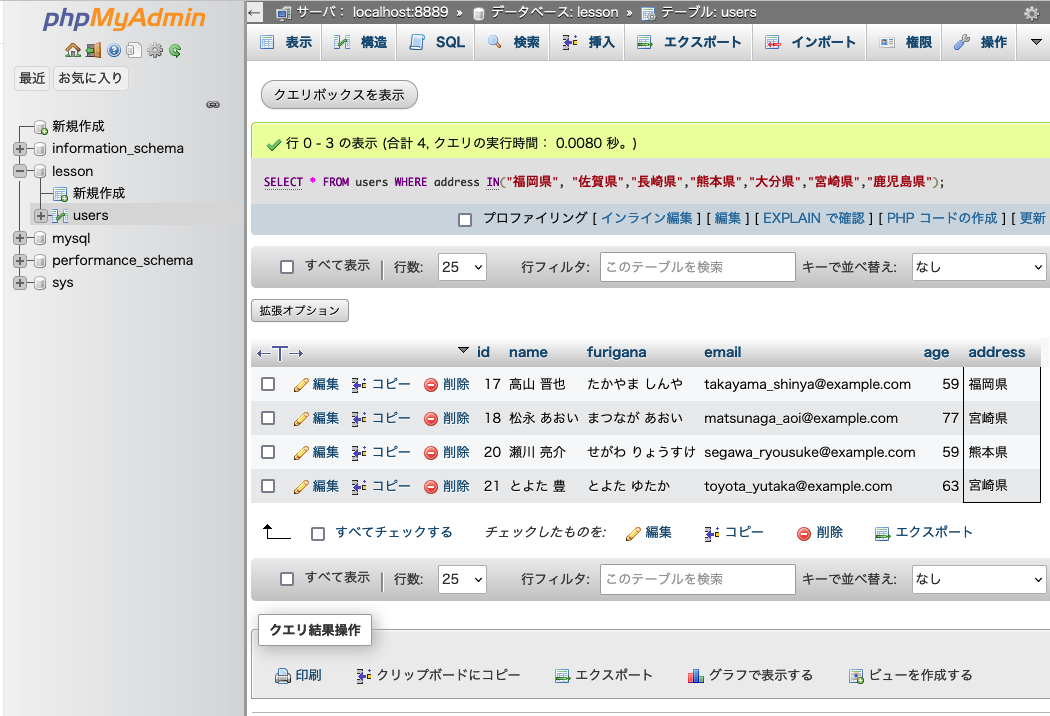 phpMyAdmin
最近 お気に入り
新規作成
information_schema
lesson
新規作成
users
mysql
performance_schema
sys
← サーバ： localhost:8889 » データベース: lesson » テーブル: users
表示 構造 SQL 検索 挿入 エクスポート インポート 権限 操作
クエリボックスを表示
行 0 - 3 の表示 (合計 4, クエリの実行時間： 0.0080 秒。)
SELECT * FROM users WHERE address IN("福岡県", "佐賀県","長崎県","熊本県","大分県","宮崎県","鹿児島県");
プロファイリング [ インライン編集 ] [ 編集 ] [ EXPLAIN で確認 ] [ PHP コードの作成 ] [ 更新
すべて表示 行数: 25 行フィルタ: このテーブルを検索 キーで並べ替え: なし
拡張オプション
←T→ id name furigana email age address
編集 コピー 削除 17 高山 晋也 たかやま しんや takayama_shinya@example.com 59 福岡県
編集 コピー 削除 18 松永 あおい まつなが あおい matsunaga_aoi@example.com 77 宮崎県
編集 コピー 削除 20 瀬川 亮介 せがわ りょうすけ segawa_ryousuke@example.com 59 熊本県
編集 コピー 削除 21 とよた 豊 とよた ゆたか toyota_yutaka@example.com 63 宮崎県
すべてチェックする チェックしたものを: 編集 コピー 削除 エクスポート
すべて表示 行数: 25 行フィルタ: このテーブルを検索 キーで並べ替え: なし
クエリ結果操作
印刷 クリップボードにコピー エクスポート グラフで表示する ビューを作成する